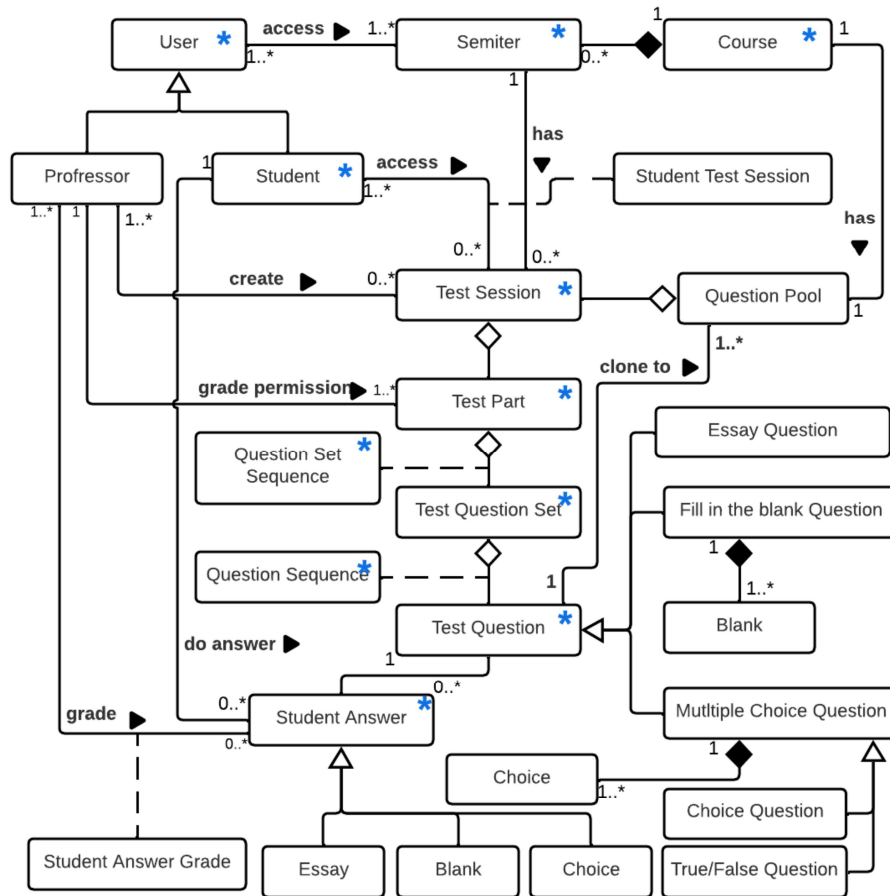 access
1..*
1
1
User *
Semiter *
Course *
1..*
0..*
1
has
Profressor
1
Student *
access
Student Test Session
1..*
1
1..*
1..*
has
0..*
0..*
create
0..*
Test Session *
Question Pool
1
1..*
clone to
grade permission
1..*
Test Part *
Essay Question
Question Set *
Sequence
Test Question Set *
Fill in the blank Question
1
Question Sequence *
1
1..*
Test Question *
Blank
do answer
1
0..*
0..*
Student Answer *
Mutltiple Choice Question
grade
0..*
1
Choice
1..*
Choice Question
Student Answer Grade
Essay
Blank
Choice
True/False Question